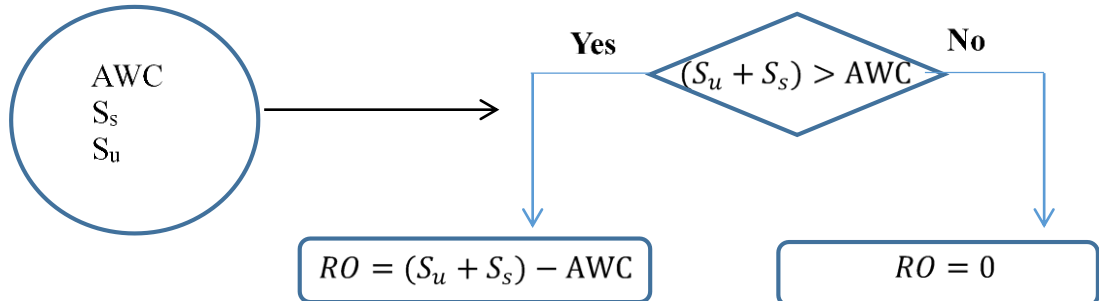 AWC
Sₛ
Sᵤ
Yes
(𝑆ᵤ + 𝑆ₛ) > AWC
No
𝑅𝑂 = (𝑆ᵤ + 𝑆ₛ) − AWC
𝑅𝑂 = 0